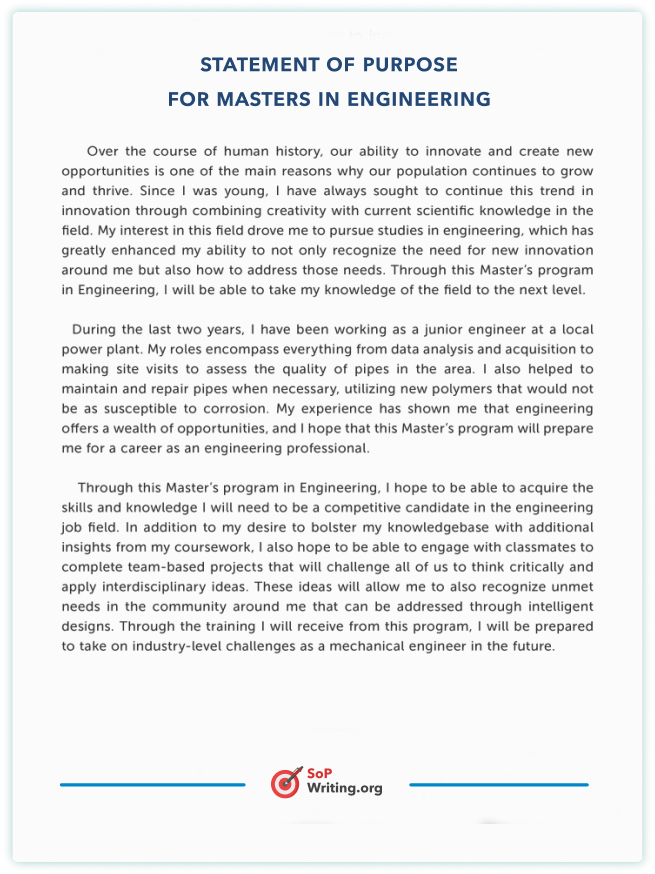 STATEMENT OF PURPOSE
FOR MASTERS IN ENGINEERING
Over the course of human history, our ability to innovate and create new
opportunities is one of the main reasons why our population continues to grow
and thrive. Since I was young, I have always sought to continue this trend in
innovation through combining creativity with current scientific knowledge in the
field. My interest in this field drove me to pursue studies in engineering, which has
greatly enhanced my ability to not only recognize the need for new innovation
around me but also how to address those needs. Through this Master’s program
in Engineering, I will be able to take my knowledge of the field to the next level.
During the last two years, I have been working as a junior engineer at a local
power plant. My roles encompass everything from data analysis and acquisition to
making site visits to assess the quality of pipes in the area. I also helped to
maintain and repair pipes when necessary, utilizing new polymers that would not
be as susceptible to corrosion. My experience has shown me that engineering
offers a wealth of opportunities, and I hope that this Master’s program will prepare
me for a career as an engineering professional.
Through this Master’s program in Engineering, I hope to be able to acquire the
skills and knowledge I will need to be a competitive candidate in the engineering
job field. In addition to my desire to bolster my knowledgebase with additional
insights from my coursework, I also hope to be able to engage with classmates to
complete team-based projects that will challenge all of us to think critically and
apply interdisciplinary ideas. These ideas will allow me to also recognize unmet
needs in the community around me that can be addressed through intelligent
designs. Through the training I will receive from this program, I will be prepared
to take on industry-level challenges as a mechanical engineer in the future.
SoP
Writing.org